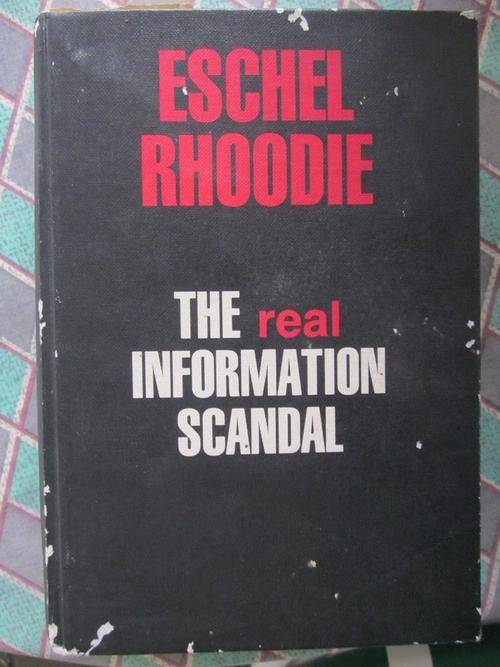 ESCHEL
RHOODIE
THE real
INFORMATION
SCANDAL